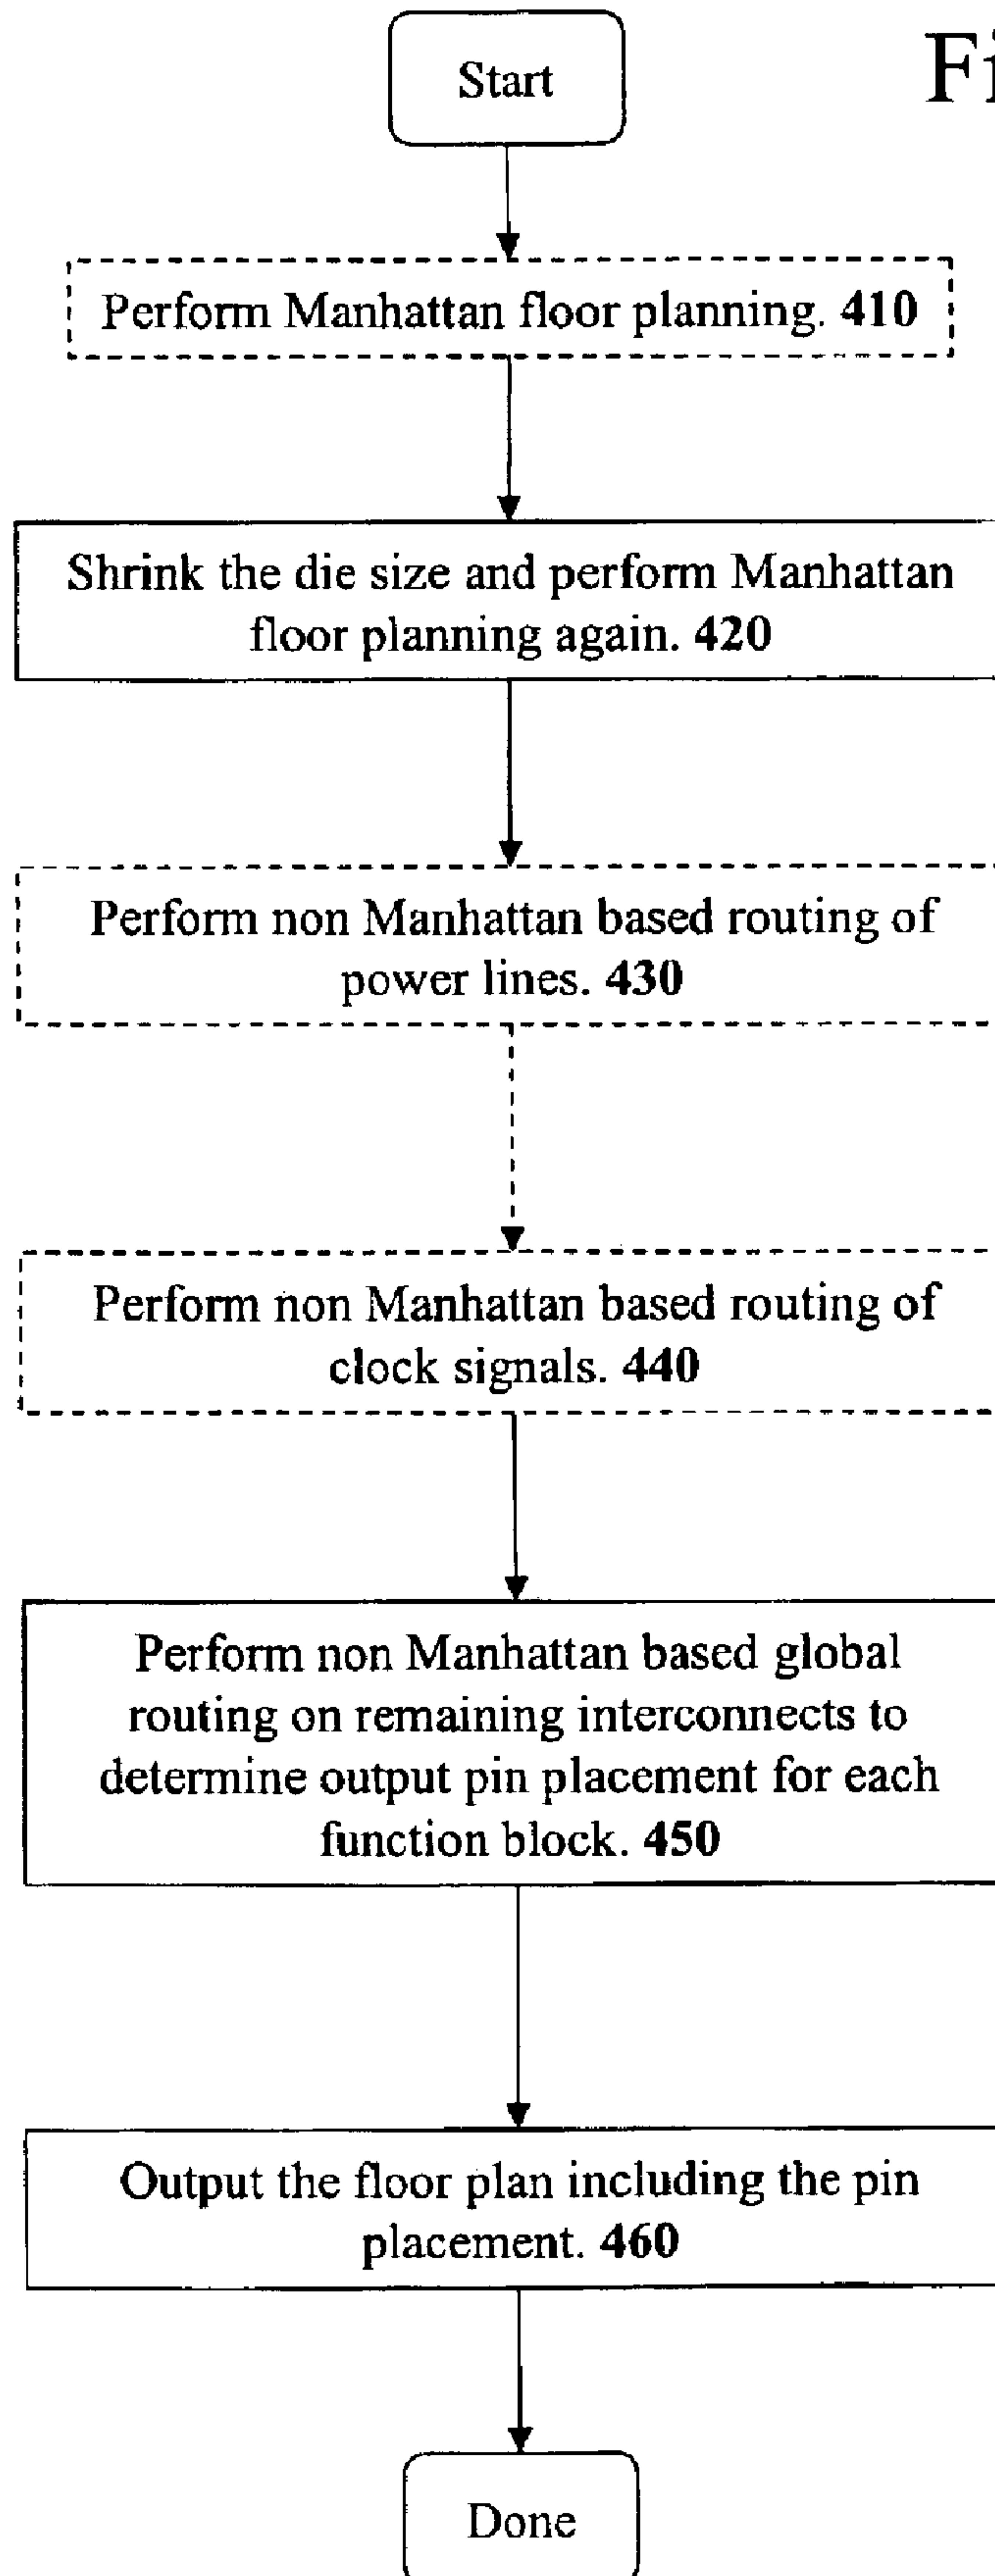 Start
Perform Manhattan floor planning. 410
Shrink the die size and perform Manhattan
floor planning again. 420
Perform non Manhattan based routing of
power lines. 430
Perform non Manhattan based routing of
clock signals. 440
Perform non Manhattan based global
routing on remaining interconnects to
determine output pin placement for each
function block. 450
Output the floor plan including the pin
placement. 460
Done